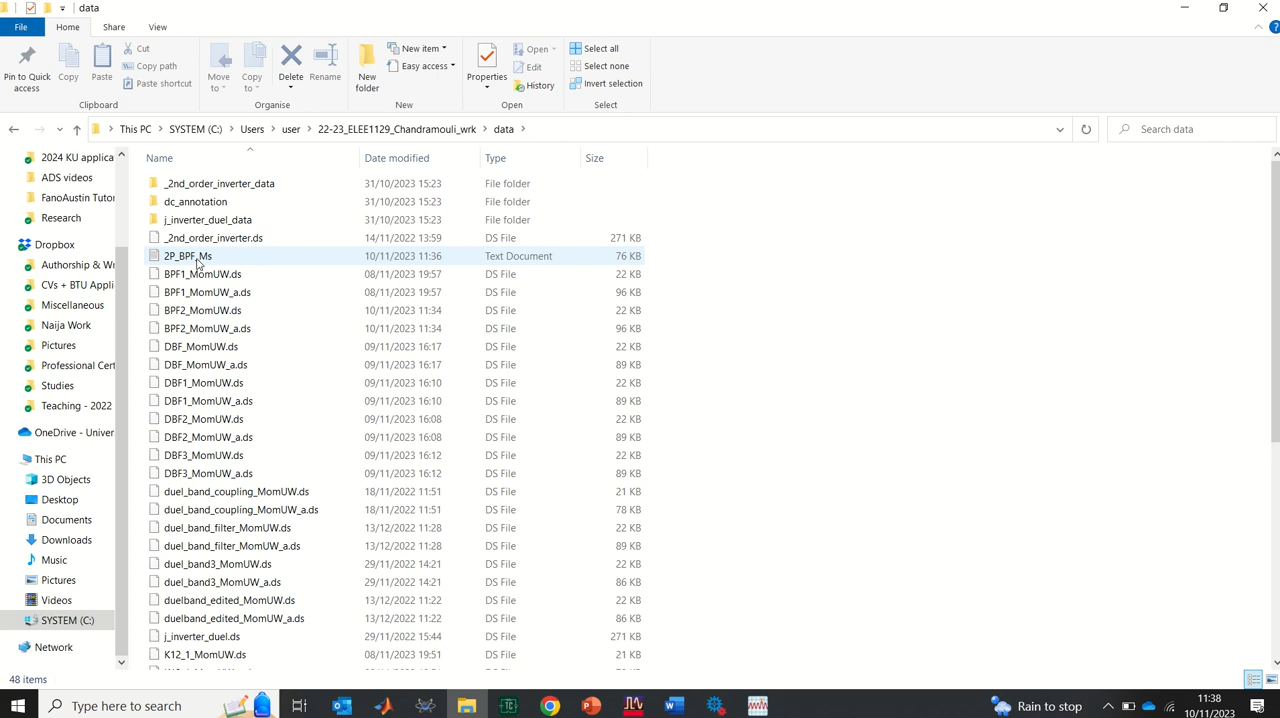 data
File Home Share View
Pin to Quick access
Copy
Paste
Cut
Copy path
Paste shortcut
Clipboard
Move to
Copy to
Delete
Rename
Organise
New folder
New item
Easy access
New
Properties
Open
Edit
History
Open
Select all
Select none
Invert selection
Select
This PC > SYSTEM (C:) > Users > user > 22-23_ELEE1129_Chandramouli_wrk > data >
Search data
2024 KU applica
ADS videos
FanoAustin Tutor
Research
Dropbox
Authorship & Wr
CVs + BTU Appli
Miscellaneous
Naija Work
Pictures
Professional Cert
Studies
Teaching - 2022
OneDrive - Univer
This PC
3D Objects
Desktop
Documents
Downloads
Music
Pictures
Videos
SYSTEM (C:)
Network
Name Date modified Type Size
_2nd_order_inverter_data 31/10/2023 15:23 File folder
dc_annotation 31/10/2023 15:23 File folder
j_inverter_duel_data 31/10/2023 15:23 File folder
_2nd_order_inverter.ds 14/11/2022 13:59 DS File 271 KB
2P_BPF_Ms 10/11/2023 11:36 Text Document 76 KB
BPF1_MomUW.ds 08/11/2023 19:57 DS File 22 KB
BPF1_MomUW_a.ds 08/11/2023 19:57 DS File 96 KB
BPF2_MomUW.ds 10/11/2023 11:34 DS File 22 KB
BPF2_MomUW_a.ds 10/11/2023 11:34 DS File 96 KB
DBF_MomUW.ds 09/11/2023 16:17 DS File 22 KB
DBF_MomUW_a.ds 09/11/2023 16:17 DS File 89 KB
DBF1_MomUW.ds 09/11/2023 16:10 DS File 22 KB
DBF1_MomUW_a.ds 09/11/2023 16:10 DS File 89 KB
DBF2_MomUW.ds 09/11/2023 16:08 DS File 22 KB
DBF2_MomUW_a.ds 09/11/2023 16:08 DS File 89 KB
DBF3_MomUW.ds 09/11/2023 16:12 DS File 22 KB
DBF3_MomUW_a.ds 09/11/2023 16:12 DS File 89 KB
duel_band_coupling_MomUW.ds 18/11/2022 11:51 DS File 21 KB
duel_band_coupling_MomUW_a.ds 18/11/2022 11:51 DS File 78 KB
duel_band_filter_MomUW.ds 13/12/2022 11:28 DS File 22 KB
duel_band_filter_MomUW_a.ds 13/12/2022 11:28 DS File 89 KB
duel_band3_MomUW.ds 29/11/2022 14:21 DS File 22 KB
duel_band3_MomUW_a.ds 29/11/2022 14:21 DS File 86 KB
duelband_edited_MomUW.ds 13/12/2022 11:22 DS File 22 KB
duelband_edited_MomUW_a.ds 13/12/2022 11:22 DS File 86 KB
j_inverter_duel.ds 29/11/2022 15:44 DS File 271 KB
K12_1_MomUW.ds 08/11/2023 19:51 DS File 21 KB
48 items
Type here to search
Rain to stop
11:38
10/11/2023